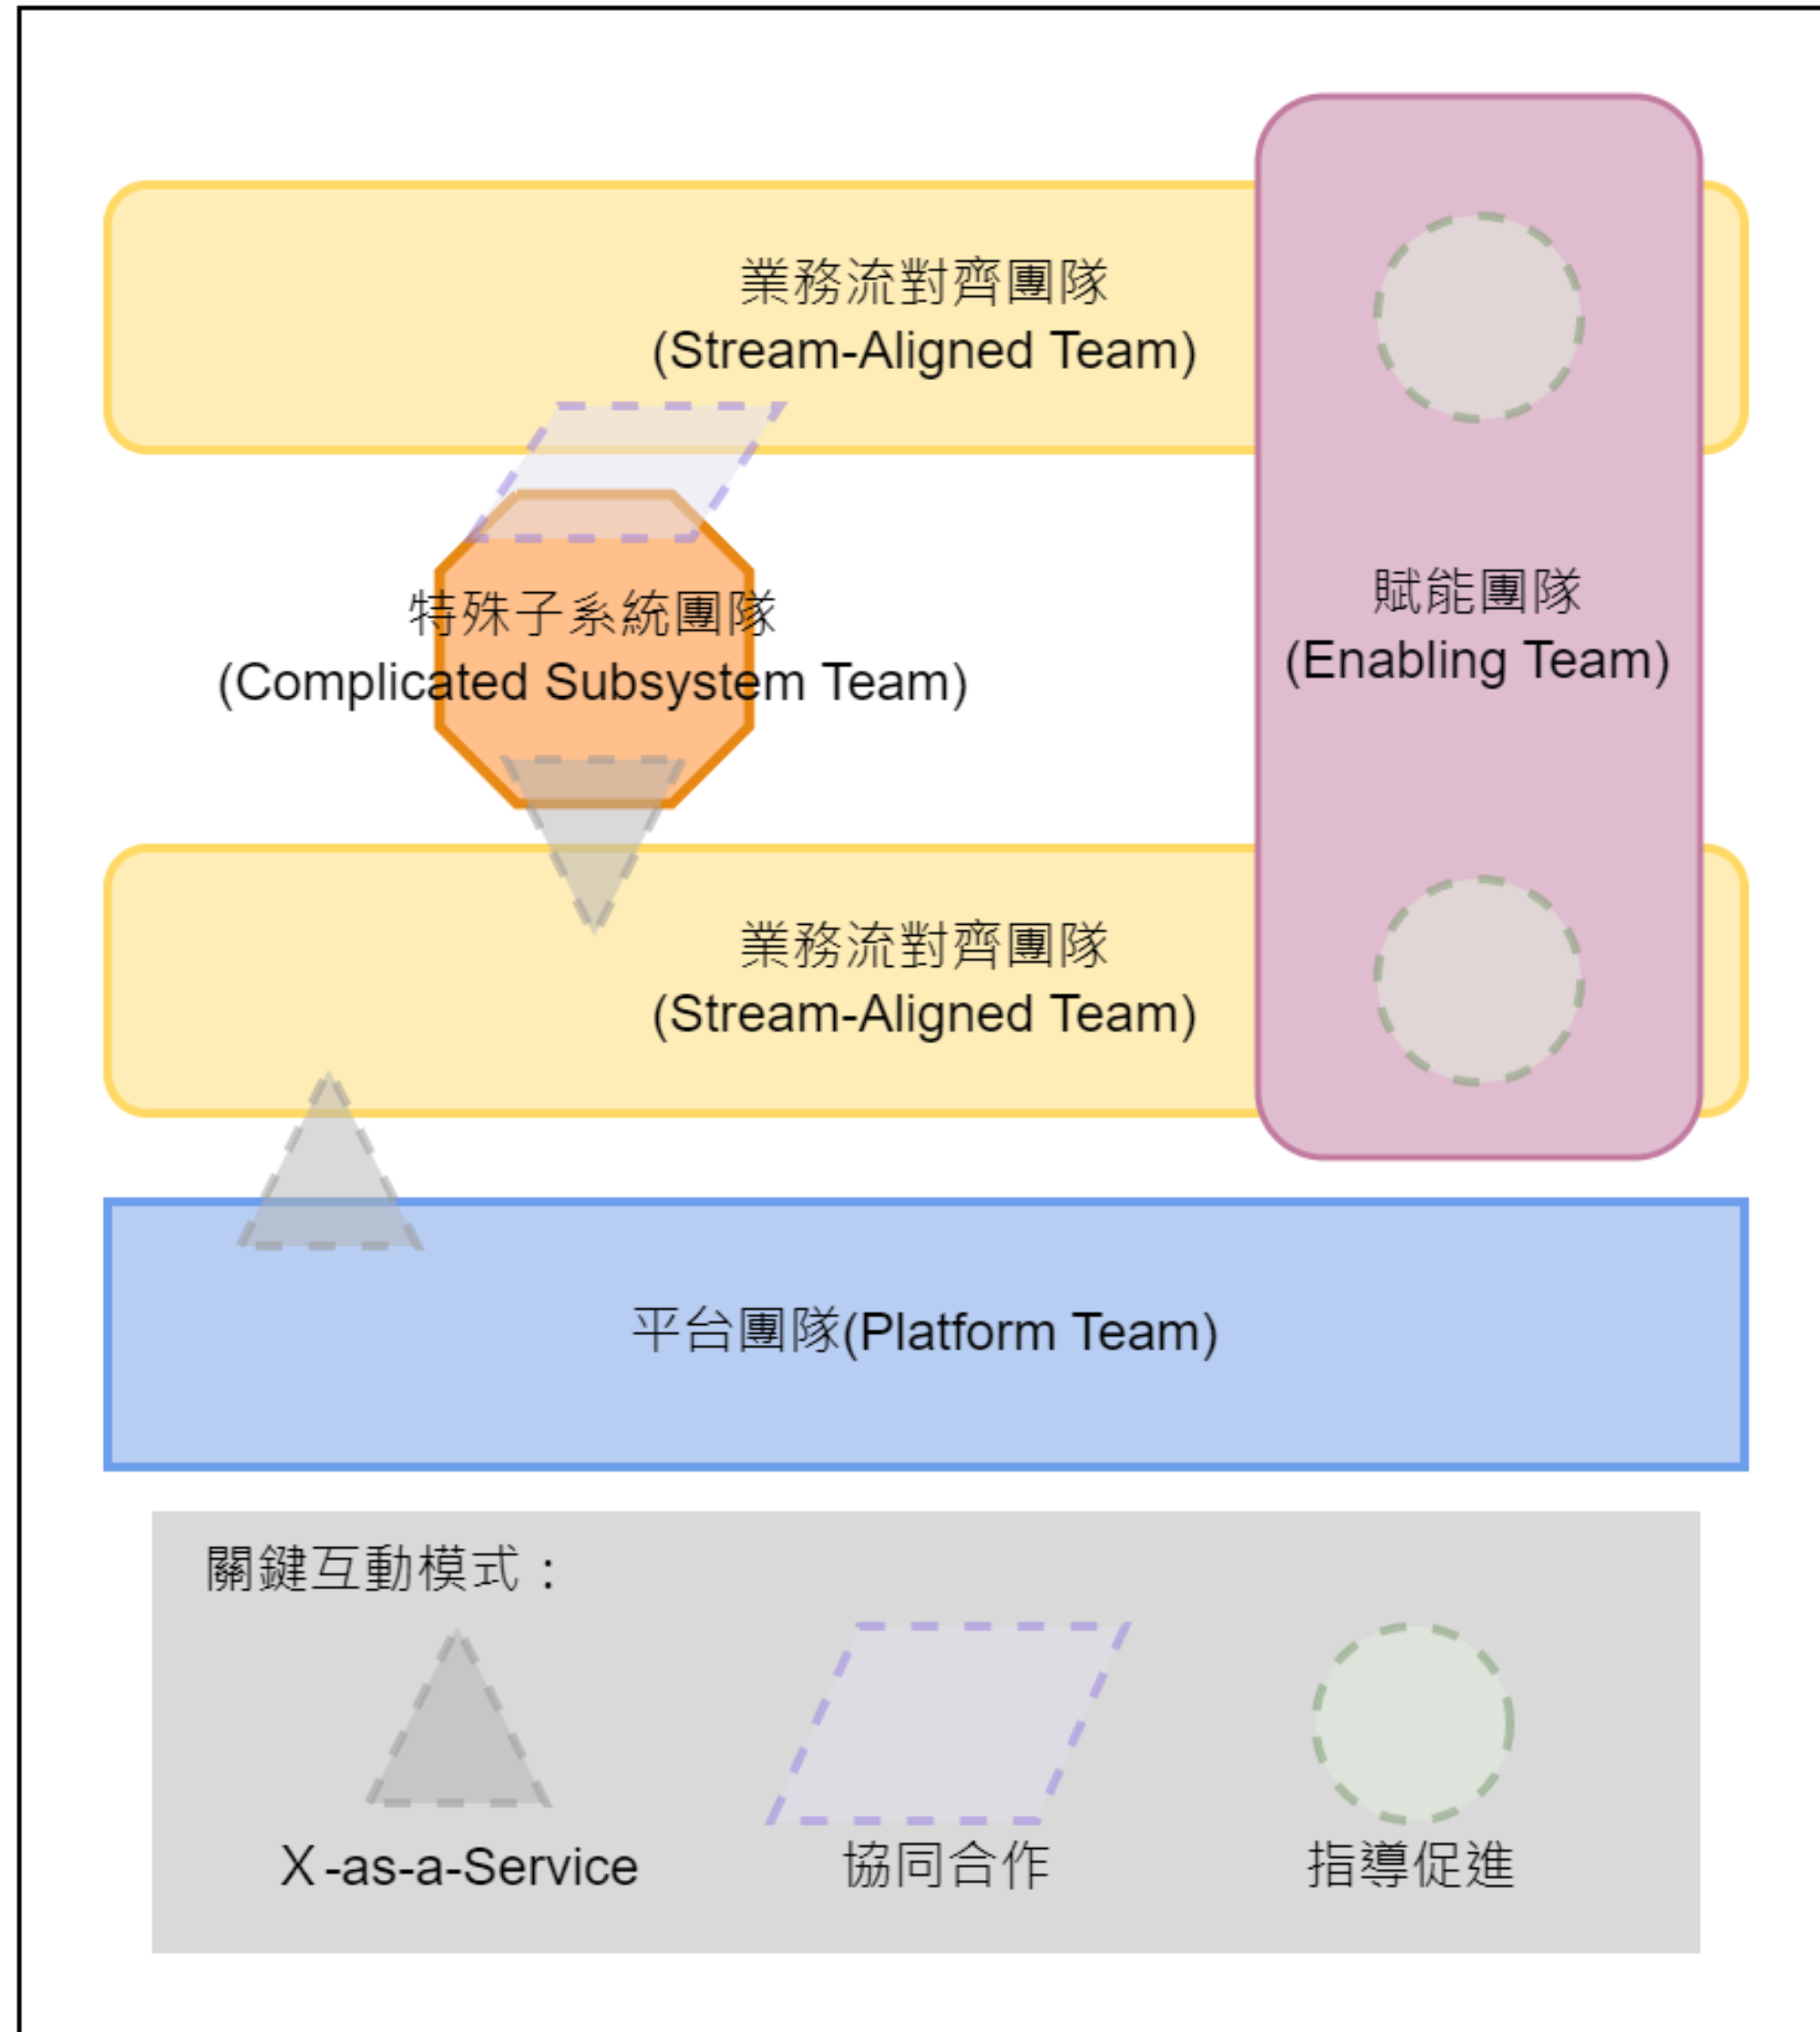 業務流對齊團隊
(Stream-Aligned Team)
特殊子系統團隊
(Complicated Subsystem Team)
賦能團隊
(Enabling Team)
業務流對齊團隊
(Stream-Aligned Team)
平台團隊(Platform Team)
關鍵互動模式：
X-as-a-Service
協同合作
指導促進